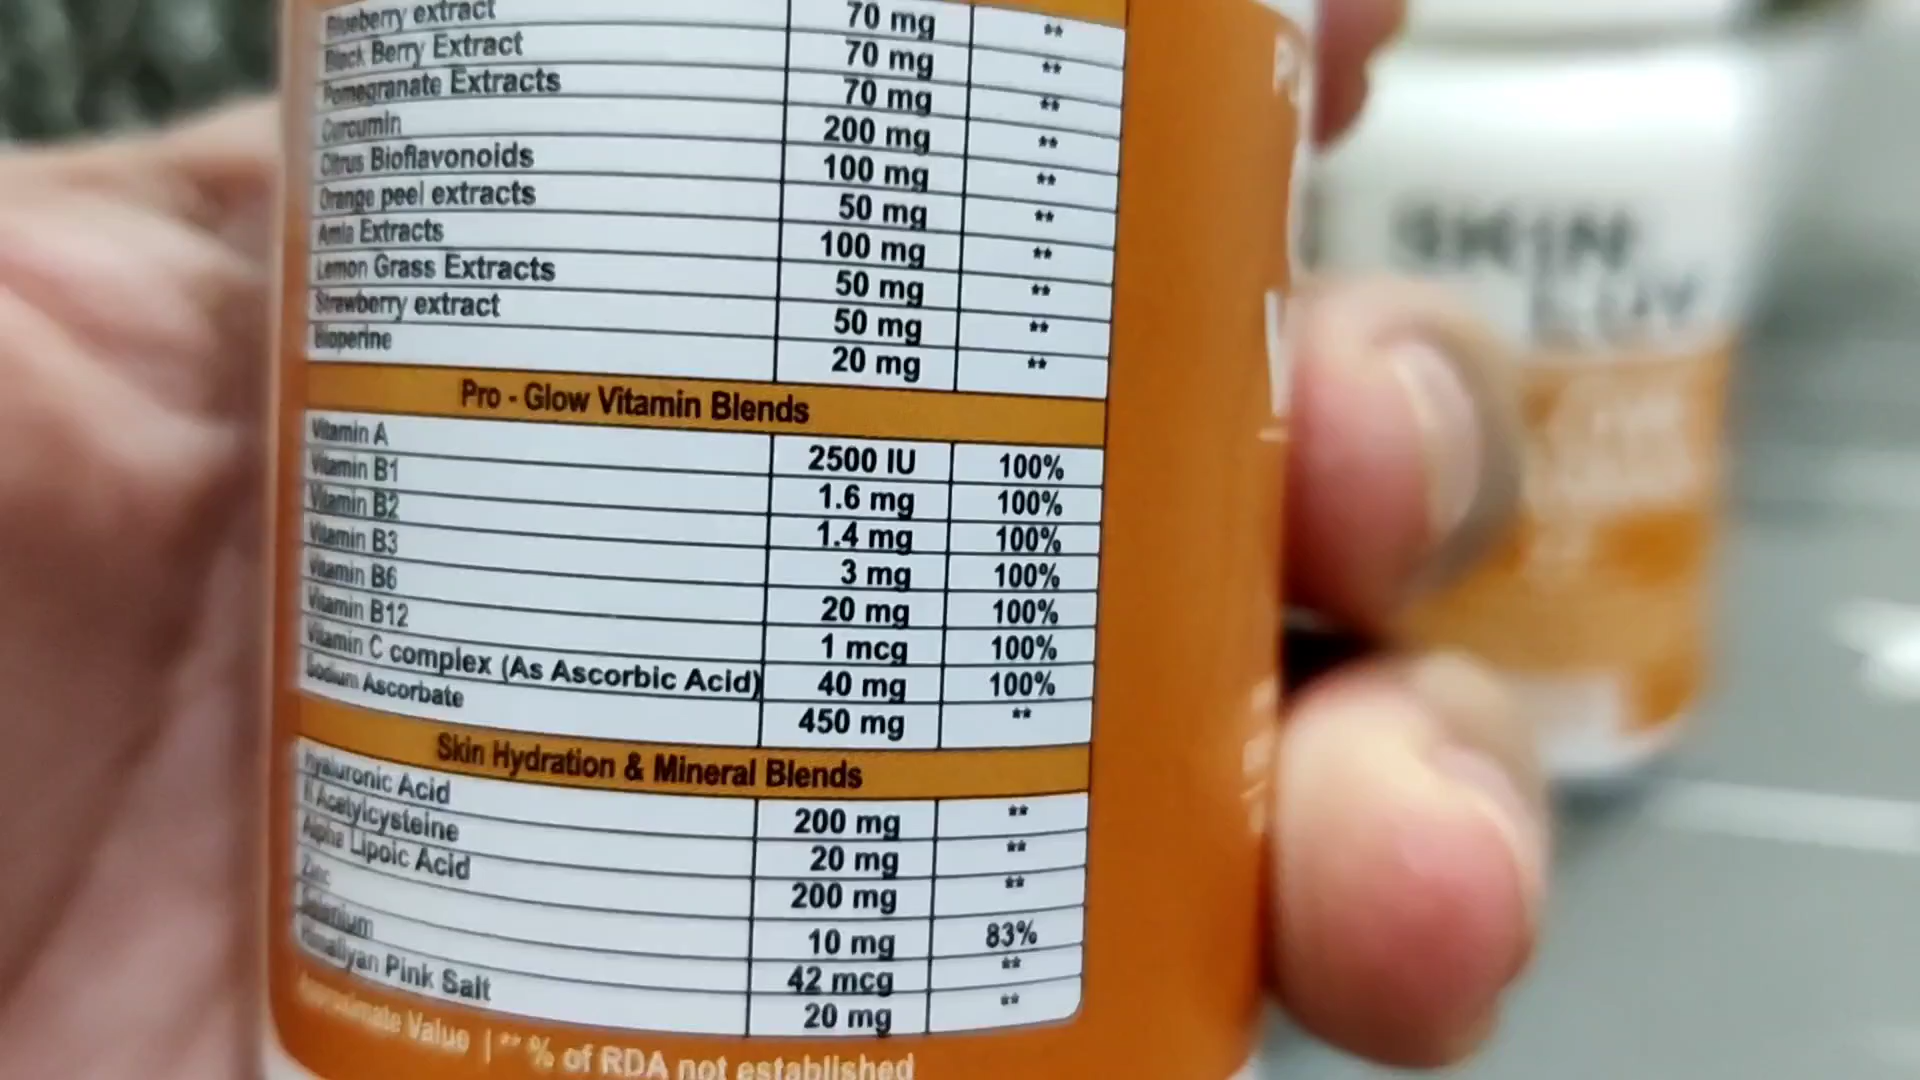 Blueberry extract 70 mg **
Black Berry Extract 70 mg **
Pomegranate Extracts 70 mg **
Curcumin 200 mg **
Citrus Bioflavonoids 100 mg **
Orange peel extracts 50 mg **
Amla Extracts 100 mg **
Lemon Grass Extracts 50 mg **
Strawberry extract 50 mg **
Bioperine 20 mg **
Pro - Glow Vitamin Blends
Vitamin A 2500 IU 100%
Vitamin B1 1.6 mg 100%
Vitamin B2 1.4 mg 100%
Vitamin B3 3 mg 100%
Vitamin B6 20 mg 100%
Vitamin B12 1 mcg 100%
Vitamin C complex (As Ascorbic Acid) 40 mg 100%
Sodium Ascorbate 450 mg **
Skin Hydration & Mineral Blends
Hyaluronic Acid 200 mg **
N Acetylcysteine 20 mg **
Alpha Lipoic Acid 200 mg **
Zinc 10 mg 83%
Selenium 42 mcg **
Himallyan Pink Salt 20 mg **
Approximate Value | ** % of RDA not established
SKIN